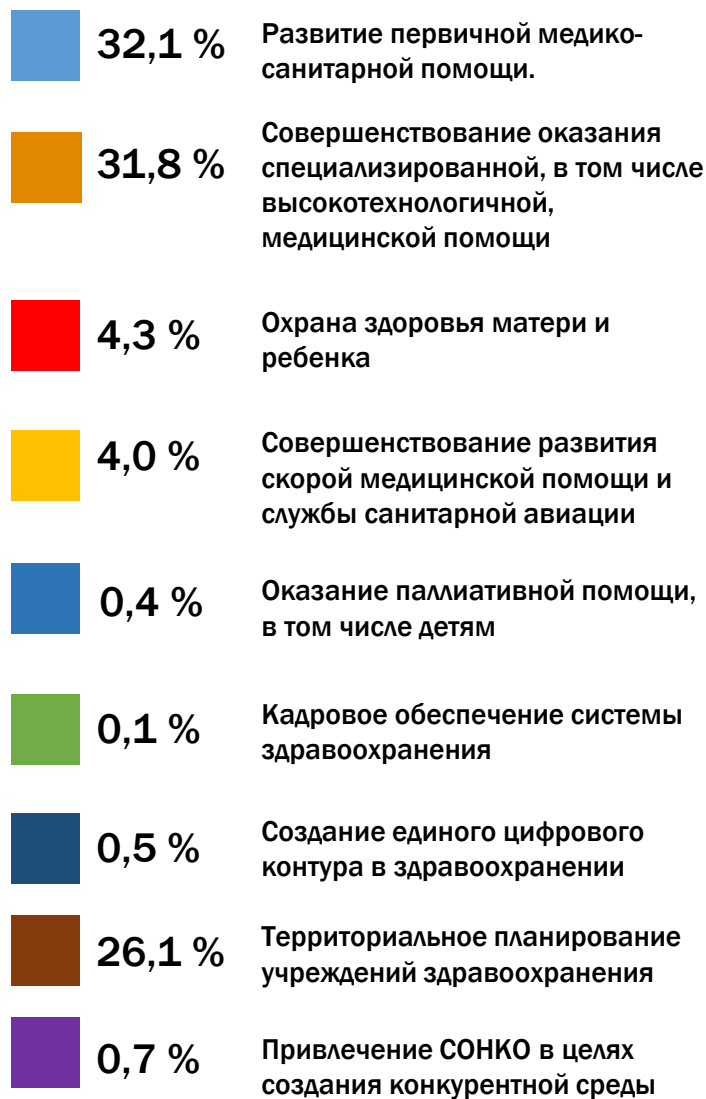 32,1 %
Развитие первичной медико-
санитарной помощи.
31,8 %
Совершенствование оказания
специализированной, в том числе
высокотехнологичной,
медицинской помощи
4,3 %
Охрана здоровья матери и
ребенка
4,0 %
Совершенствование развития
скорой медицинской помощи и
службы санитарной авиации
0,4 %
Оказание паллиативной помощи,
в том числе детям
0,1 %
Кадровое обеспечение системы
здравоохранения
0,5 %
Создание единого цифрового
контура в здравоохранении
26,1 %
Территориальное планирование
учреждений здравоохранения
0,7 %
Привлечение СОНКО в целях
создания конкурентной среды